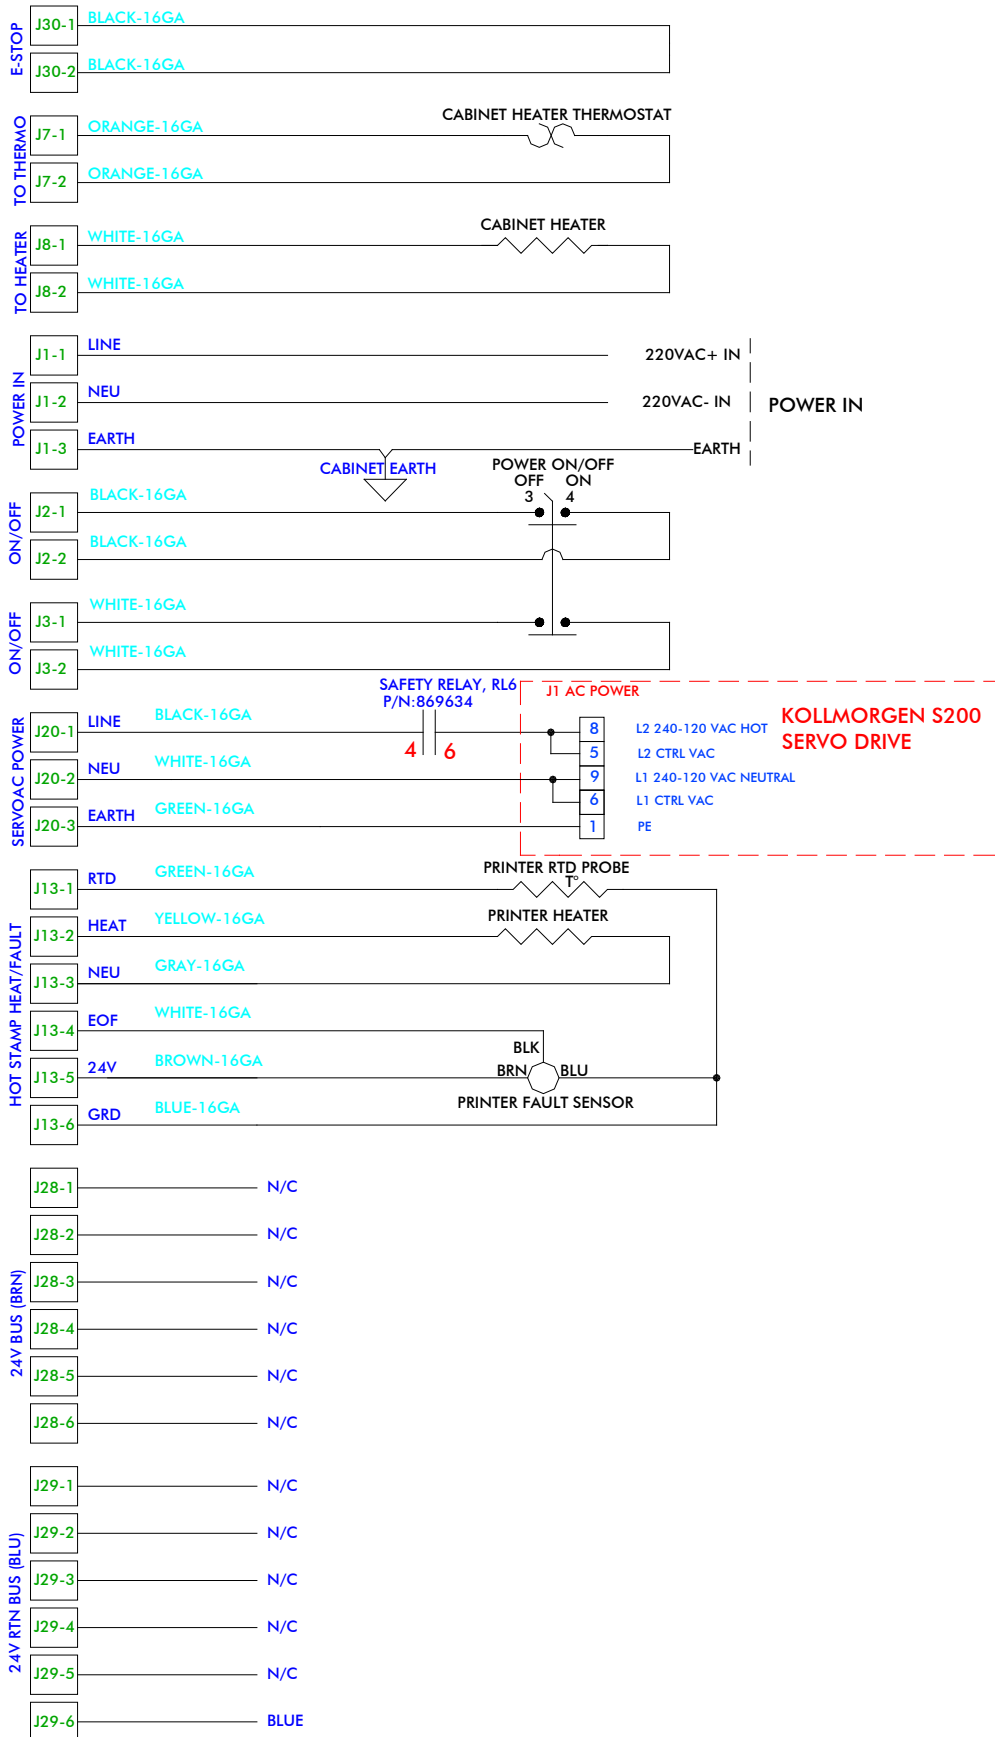 E-STOP
J30-1 BLACK-16GA
J30-2 BLACK-16GA
TO THERMO
J7-1 ORANGE-16GA
CABINET HEATER THERMOSTAT
J7-2 ORANGE-16GA
TO HEATER
J8-1 WHITE-16GA
CABINET HEATER
J8-2 WHITE-16GA
POWER IN
J1-1 LINE
220VAC+ IN
J1-2 NEU
220VAC- IN
POWER IN
J1-3 EARTH
EARTH
CABINET EARTH
POWER ON/OFF
OFF ON
3 4
ON/OFF
J2-1 BLACK-16GA
J2-2 BLACK-16GA
ON/OFF
J3-1 WHITE-16GA
J3-2 WHITE-16GA
SAFETY RELAY, RL6
P/N:869634
4 6
J1 AC POWER
KOLLMORGEN S200
SERVO DRIVE
SERVOAC POWER
J20-1 LINE BLACK-16GA
8 L2 240-120 VAC HOT
5 L2 CTRL VAC
J20-2 NEU WHITE-16GA
9 L1 240-120 VAC NEUTRAL
6 L1 CTRL VAC
J20-3 EARTH GREEN-16GA
1 PE
HOT STAMP HEAT/FAULT
J13-1 RTD GREEN-16GA
PRINTER RTD PROBE
T°
J13-2 HEAT YELLOW-16GA
PRINTER HEATER
J13-3 NEU GRAY-16GA
J13-4 EOF WHITE-16GA
BLK
J13-5 24V BROWN-16GA
BRN BLU
PRINTER FAULT SENSOR
J13-6 GRD BLUE-16GA
24V BUS (BRN)
J28-1 N/C
J28-2 N/C
J28-3 N/C
J28-4 N/C
J28-5 N/C
J28-6 N/C
24V RTN BUS (BLU)
J29-1 N/C
J29-2 N/C
J29-3 N/C
J29-4 N/C
J29-5 N/C
J29-6 BLUE